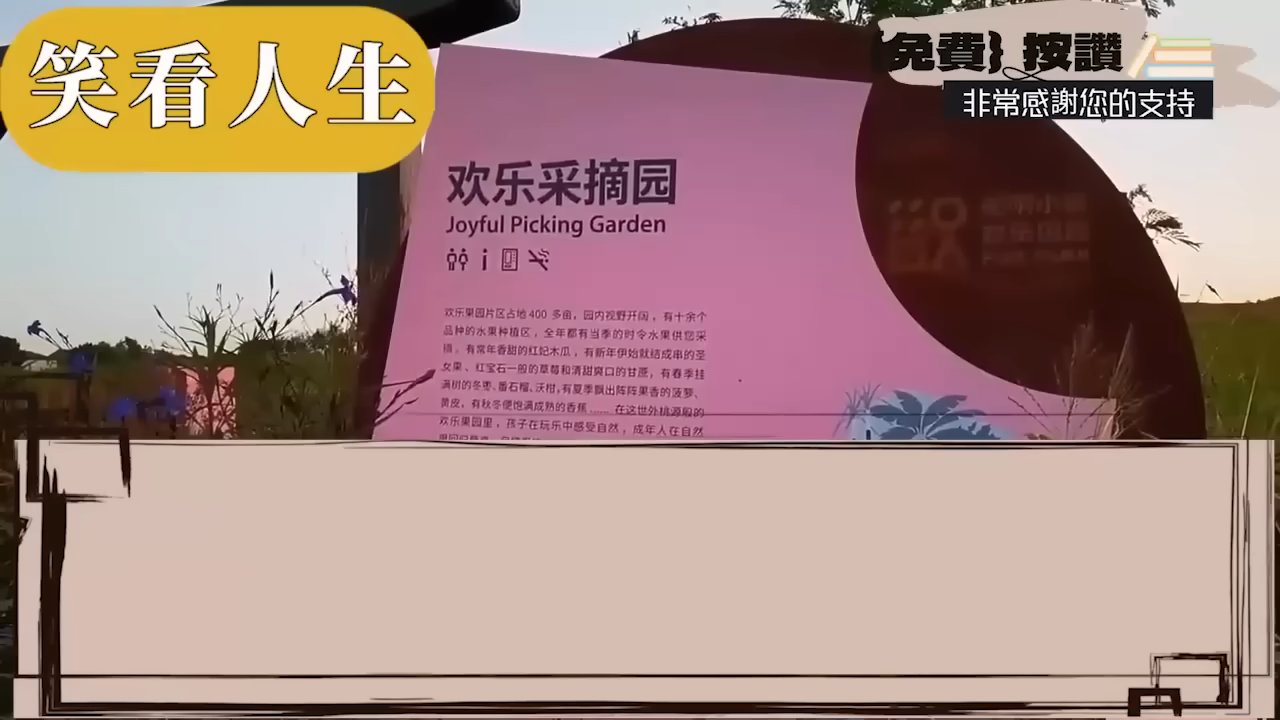 笑看人生
免費 按讚
非常感謝您的支持
欢乐采摘园
Joyful Picking Garden
欢乐果园片区占地 400 多亩，园内视野开阔，有十余个
品种的水果种植区，全年都有当季的时令水果供您采
摘。有常年香甜的红妃木瓜，有新年伊始就结成串的圣
女果、红宝石一般的草莓和清甜爽口的甘蔗，有春季挂
满树的冬枣、番石榴、沃柑，有夏季飘出阵阵果香的菠萝、
黄皮，有秋冬便饱满成熟的香蕉 ...... 在这世外桃源般的
欢乐果园里，孩子在玩乐中感受自然，成年人在自然